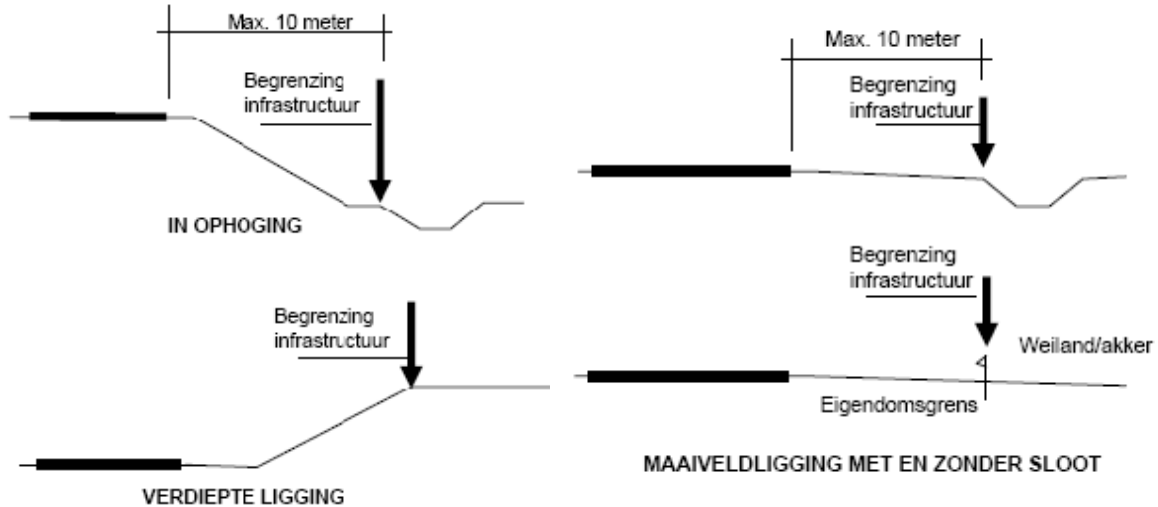 Max. 10 meter
Begrenzing
infrastructuur
IN OPHOGING
Begrenzing
infrastructuur
VERDIEPTE LIGGING
Max. 10 meter
Begrenzing
infrastructuur
Begrenzing
infrastructuur
Weiland/akker
Eigendomsgrens
MAAIVELDLIGGING MET EN ZONDER SLOOT